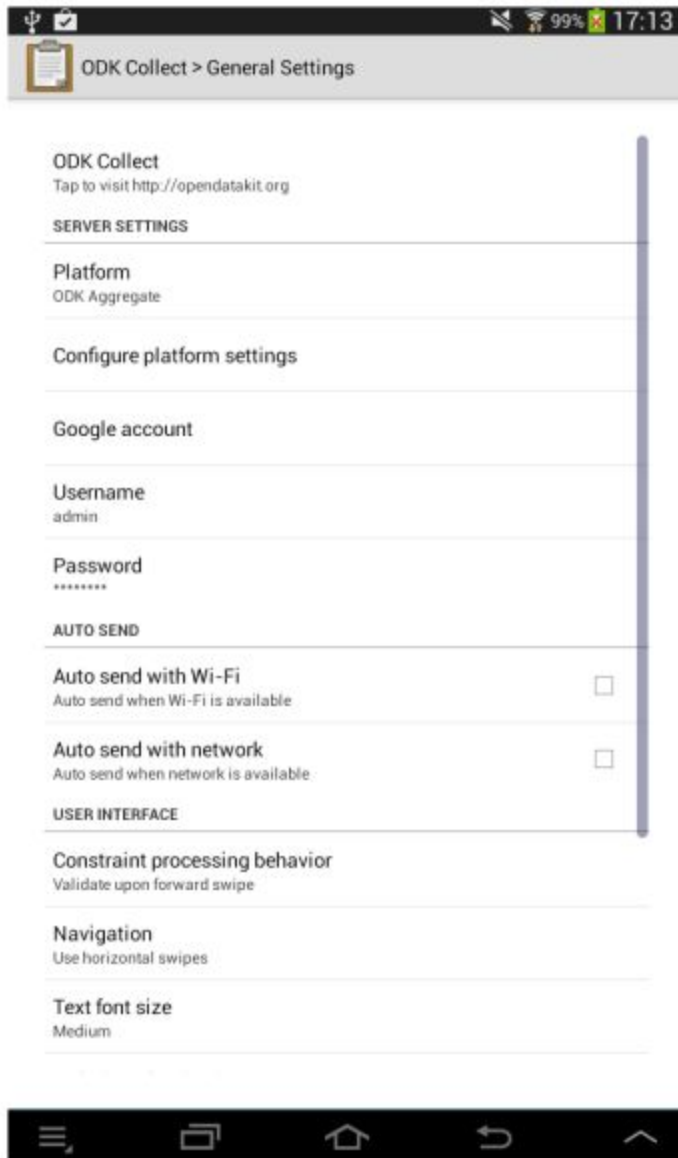 99% 17:13
ODK Collect > General Settings
ODK Collect
Tap to visit http://opendatakit.org
SERVER SETTINGS
Platform
ODK Aggregate
Configure platform settings
Google account
Username
admin
Password
********
AUTO SEND
Auto send with Wi-Fi
Auto send when Wi-Fi is available
Auto send with network
Auto send when network is available
USER INTERFACE
Constraint processing behavior
Validate upon forward swipe
Navigation
Use horizontal swipes
Text font size
Medium